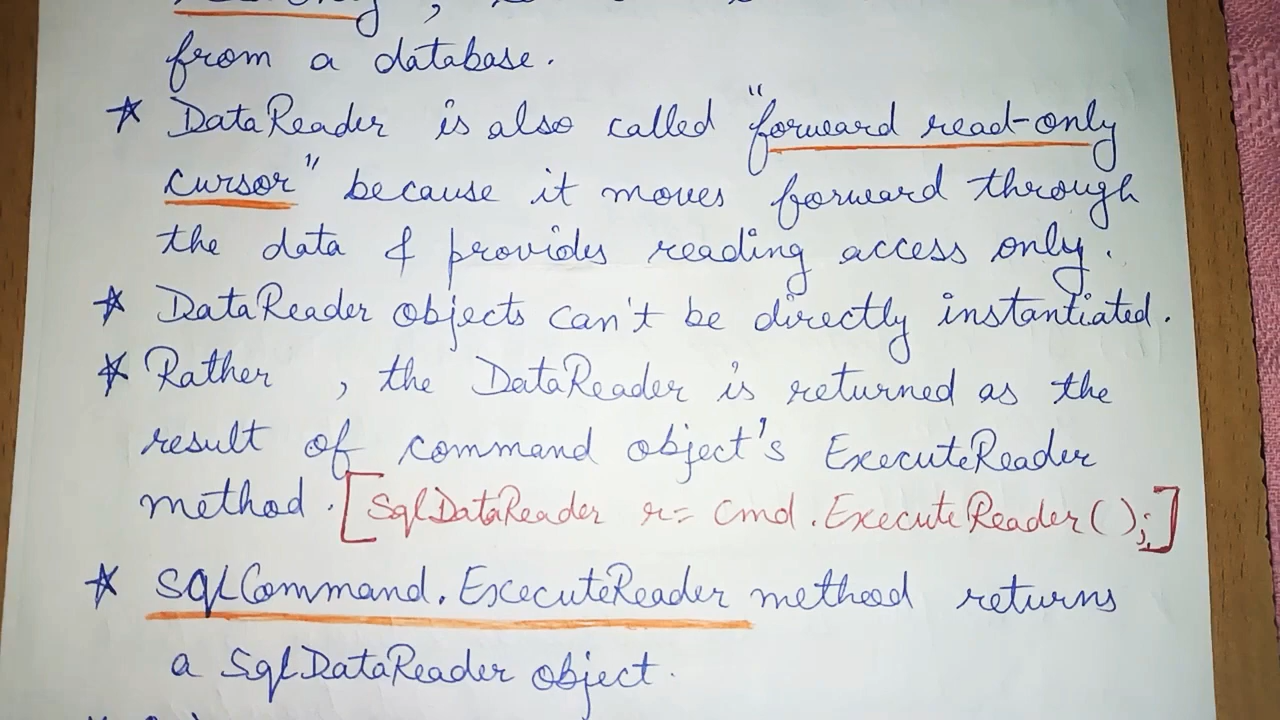 from a database.
☆ DataReader is also called "forward read-only
cursor" because it moves forward through
the data & provides reading access only.
☆ DataReader objects can't be directly instantiated.
☆ Rather , the DataReader is returned as the
result of command object's ExecuteReader
method. [SqlDataReader r= cmd.ExecuteReader();]
☆ SqlCommand.ExecuteReader method returns
a SqlDataReader object.